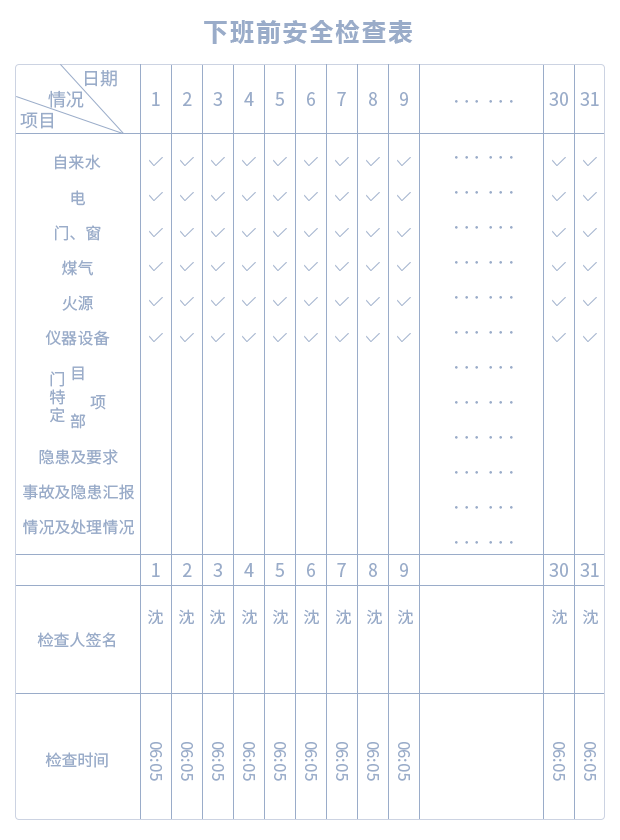 下班前安全检查表
日期
情况
项目
1 2 3 4 5 6 7 8 9 ······ 30 31
自来水 ✓ ✓ ✓ ✓ ✓ ✓ ✓ ✓ ✓ ······ ✓ ✓
电 ✓ ✓ ✓ ✓ ✓ ✓ ✓ ✓ ✓ ······ ✓ ✓
门、窗 ✓ ✓ ✓ ✓ ✓ ✓ ✓ ✓ ✓ ······ ✓ ✓
煤气 ✓ ✓ ✓ ✓ ✓ ✓ ✓ ✓ ✓ ······ ✓ ✓
火源 ✓ ✓ ✓ ✓ ✓ ✓ ✓ ✓ ✓ ······ ✓ ✓
仪器设备 ✓ ✓ ✓ ✓ ✓ ✓ ✓ ✓ ✓ ······ ✓ ✓
门 目 ······
特 项 ······
定 部 ······
隐患及要求 ······
事故及隐患汇报 ······
情况及处理情况 ······
1 2 3 4 5 6 7 8 9 30 31
检查人签名 沈 沈 沈 沈 沈 沈 沈 沈 沈 沈 沈
检查时间 06:05 06:05 06:05 06:05 06:05 06:05 06:05 06:05 06:05 06:05 06:05